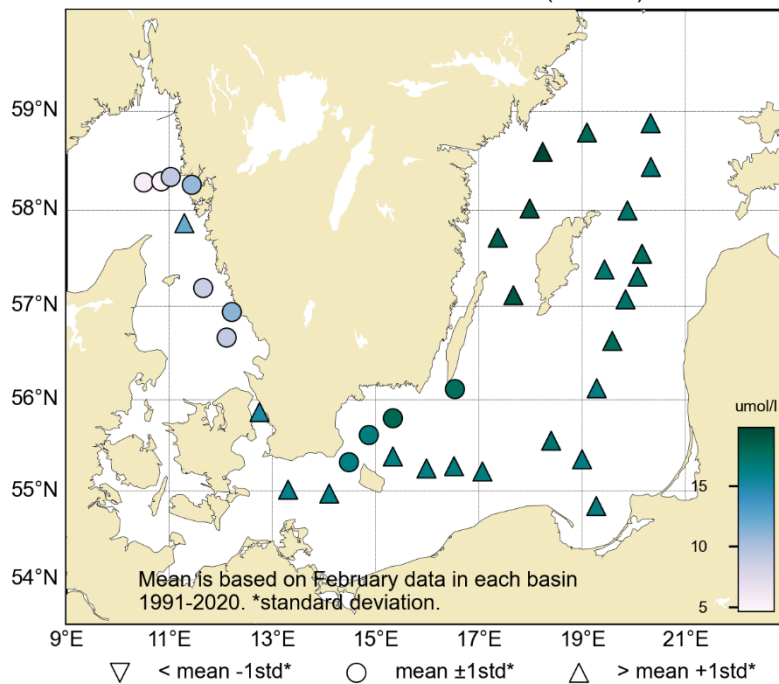 59°N
58°N
57°N
56°N
55°N
54°N
umol/l
15
10
5
Mean is based on February data in each basin
1991-2020. *standard deviation.
9°E 11°E 13°E 15°E 17°E 19°E 21°E
< mean -1std* mean ±1std* > mean +1std*